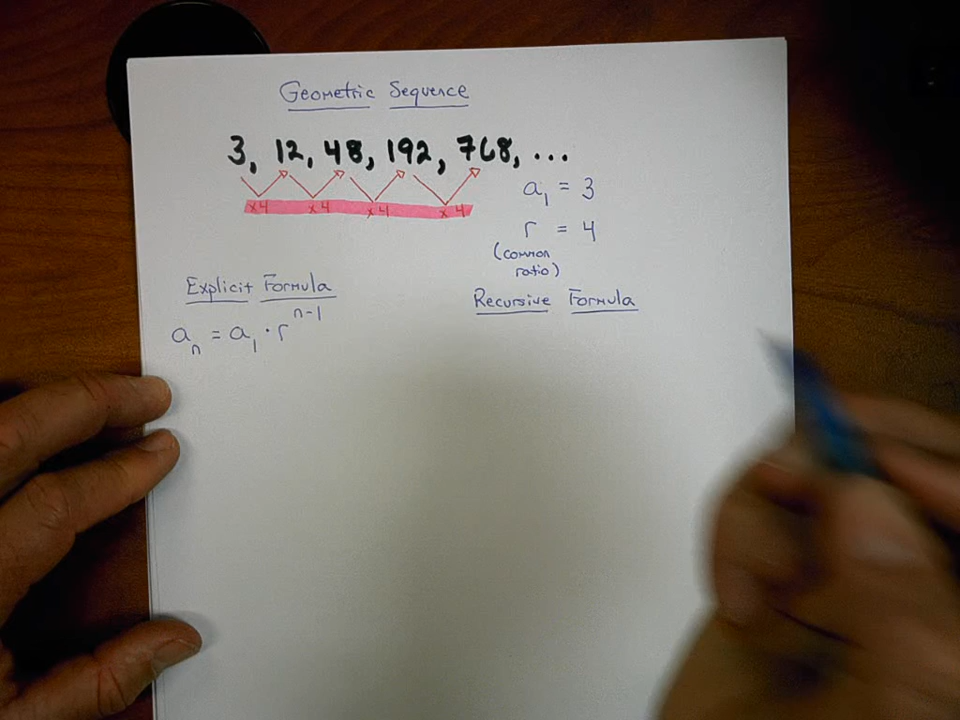 Geometric Sequence
3, 12, 48, 192, 768, ...
x4 x4 x4 x4
a₁ = 3
r = 4
(common
ratio)
Explicit Formula
Recursive Formula
aₙ = a₁ · rⁿ⁻¹